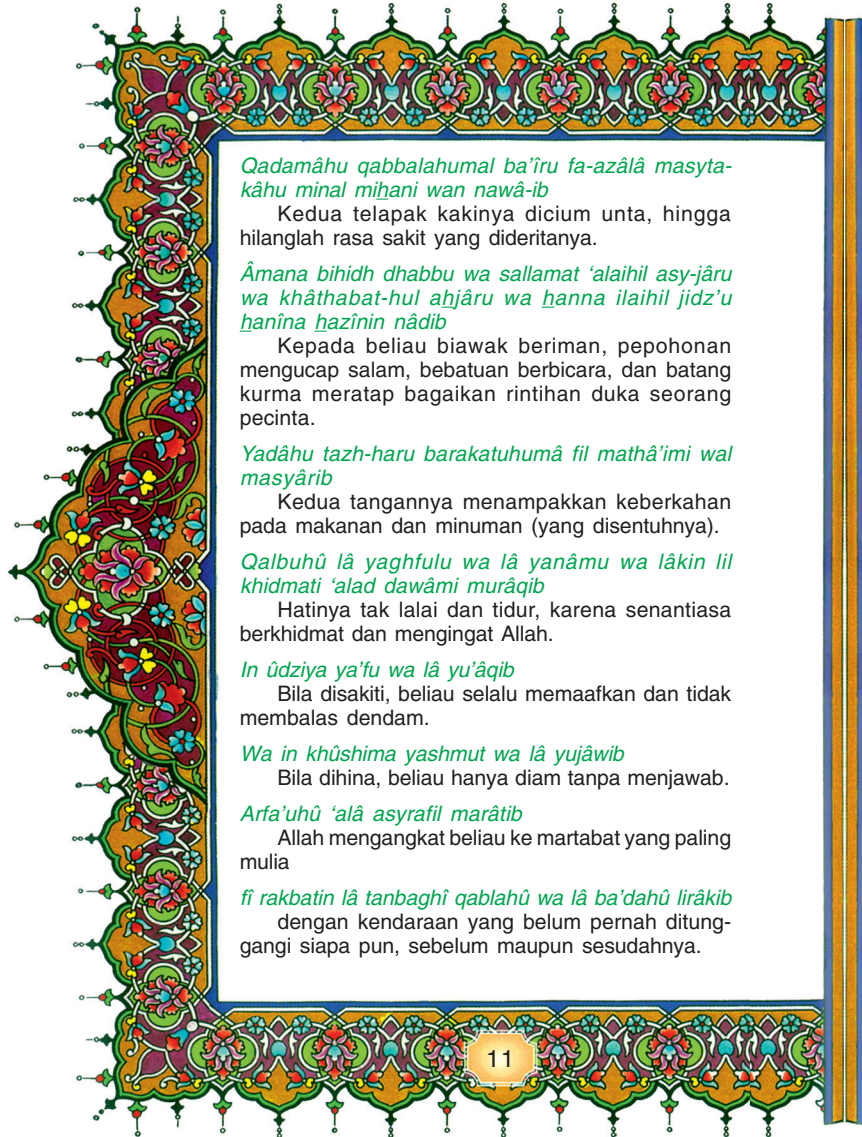 Qadamâhu qabbalahumal ba’îru fa-azâlâ masyta-
kâhu minal miẖani wan nawâ-ib
Kedua telapak kakinya dicium unta, hingga
hilanglah rasa sakit yang dideritanya.
Âmana bihidh dhabbu wa sallamat ‘alaihil asy-jâru
wa khâthabat-hul aẖjâru wa ẖanna ilaihil jidz’u
ẖanîna ẖazînin nâdib
Kepada beliau biawak beriman, pepohonan
mengucap salam, bebatuan berbicara, dan batang
kurma meratap bagaikan rintihan duka seorang
pecinta.
Yadâhu tazh-haru barakatuhumâ fil mathâ’imi wal
masyârib
Kedua tangannya menampakkan keberkahan
pada makanan dan minuman (yang disentuhnya).
Qalbuhû lâ yaghfulu wa lâ yanâmu wa lâkin lil
khidmati ‘alad dawâmi murâqib
Hatinya tak lalai dan tidur, karena senantiasa
berkhidmat dan mengingat Allah.
In ûdziya ya’fu wa lâ yu’âqib
Bila disakiti, beliau selalu memaafkan dan tidak
membalas dendam.
Wa in khûshima yashmut wa lâ yujâwib
Bila dihina, beliau hanya diam tanpa menjawab.
Arfa’uhû ‘alâ asyrafil marâtib
Allah mengangkat beliau ke martabat yang paling
mulia
fî rakbatin lâ tanbaghî qablahû wa lâ ba’dahû lirâkib
dengan kendaraan yang belum pernah ditung-
gangi siapa pun, sebelum maupun sesudahnya.
11